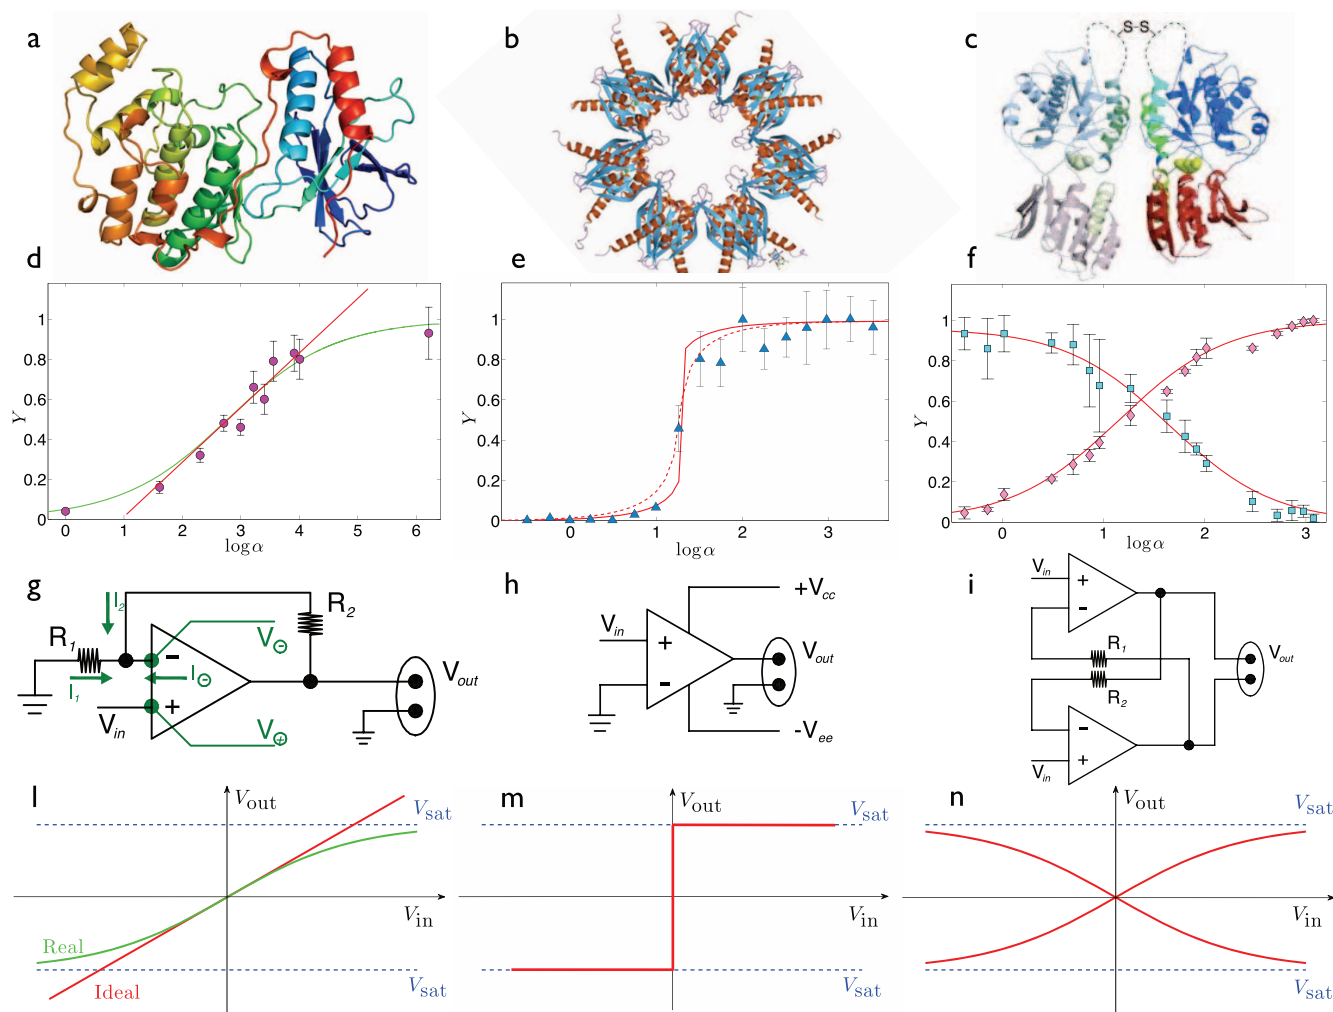 a
b
c
S-S
d
e
f
Y
1
0.8
0.6
0.4
0.2
0
0 1 2 3 4 5 6
log α
Y
1
0.8
0.6
0.4
0.2
0
0 1 2 3
log α
Y
1
0.8
0.6
0.4
0.2
0
0 1 2 3
log α
g
I2
R1
R2
V⊖
I1
I⊖
Vin
V⊕
Vout
h
+Vcc
Vin
Vout
-Vee
i
Vin
R1
R2
Vout
Vin
l
Vout
Vsat
Vin
Real
Ideal
Vsat
m
Vout
Vsat
Vin
Vsat
n
Vout
Vsat
Vin
Vsat